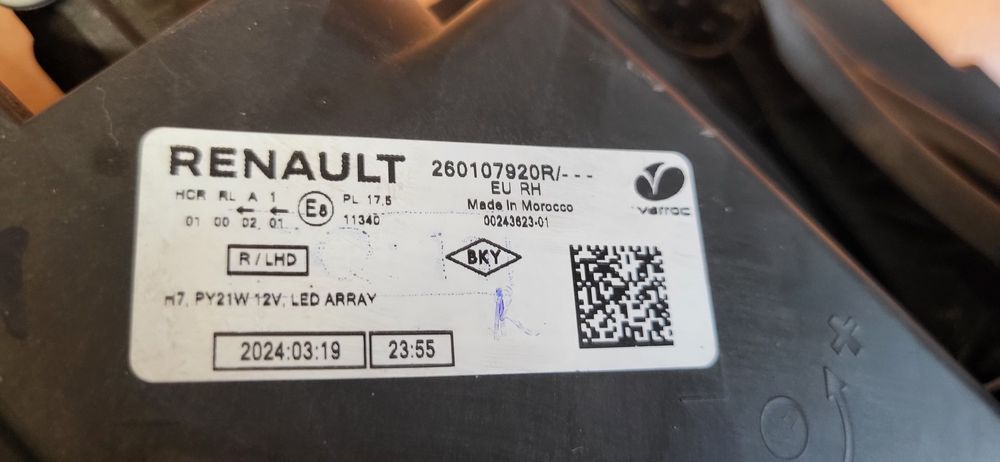 RENAULT 260107920R/---
EU RH
HCR RL A 1
Made in Morocco
varroc
01 00 02 01
E8
PL 17.5
11340
00243623-01
R / LHD
BKY
H7, PY21W 12V, LED ARRAY
2024:03:19 23:55